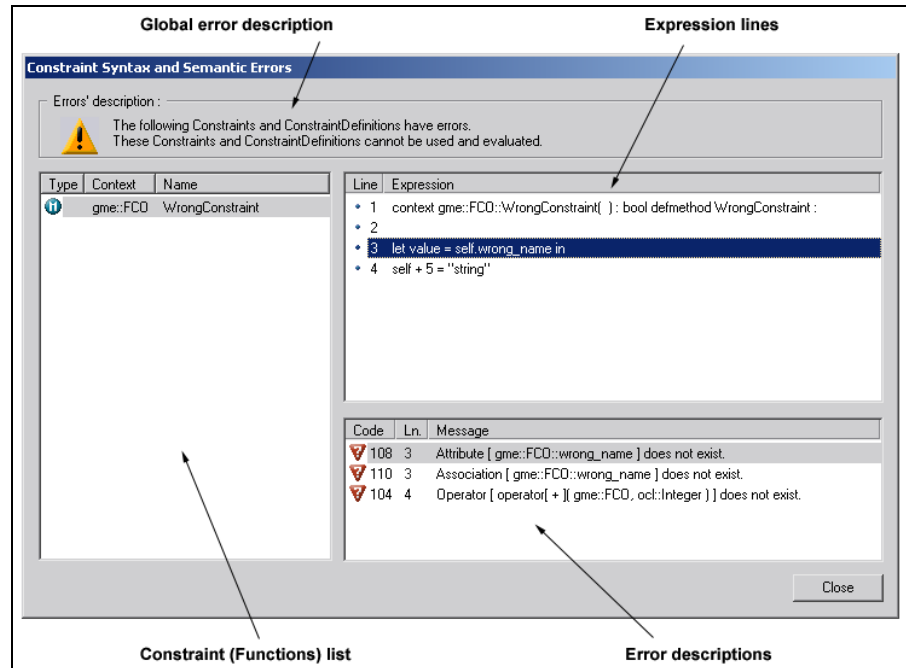 Global error description
Expression lines
Constraint Syntax and Semantic Errors
Errors' description :
The following Constraints and ConstraintDefinitions have errors.
These Constraints and ConstraintDefinitions cannot be used and evaluated.
Type Context Name
gme::FCO WrongConstraint
Line Expression
1 context gme::FCO::WrongConstraint( ) : bool defmethod WrongConstraint :
2
3 let value = self.wrong_name in
4 self + 5 = "string"
Code Ln. Message
108 3 Attribute [ gme::FCO::wrong_name ] does not exist.
110 3 Association [ gme::FCO::wrong_name ] does not exist.
104 4 Operator [ operator[ + ]( gme::FCO, ocl::Integer ) ] does not exist.
Close
Constraint (Functions) list
Error descriptions